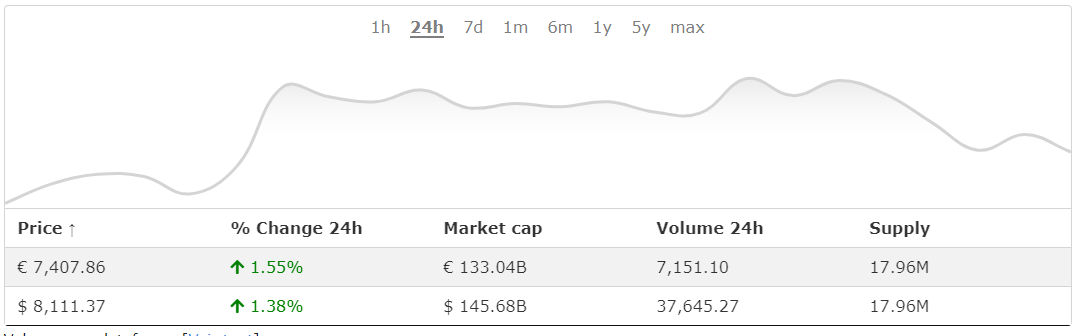 1h 24h 7d 1m 6m 1y 5y max
Price ↑ % Change 24h Market cap Volume 24h Supply
€ 7,407.86 ↑ 1.55% € 133.04B 7,151.10 17.96M
$ 8,111.37 ↑ 1.38% $ 145.68B 37,645.27 17.96M